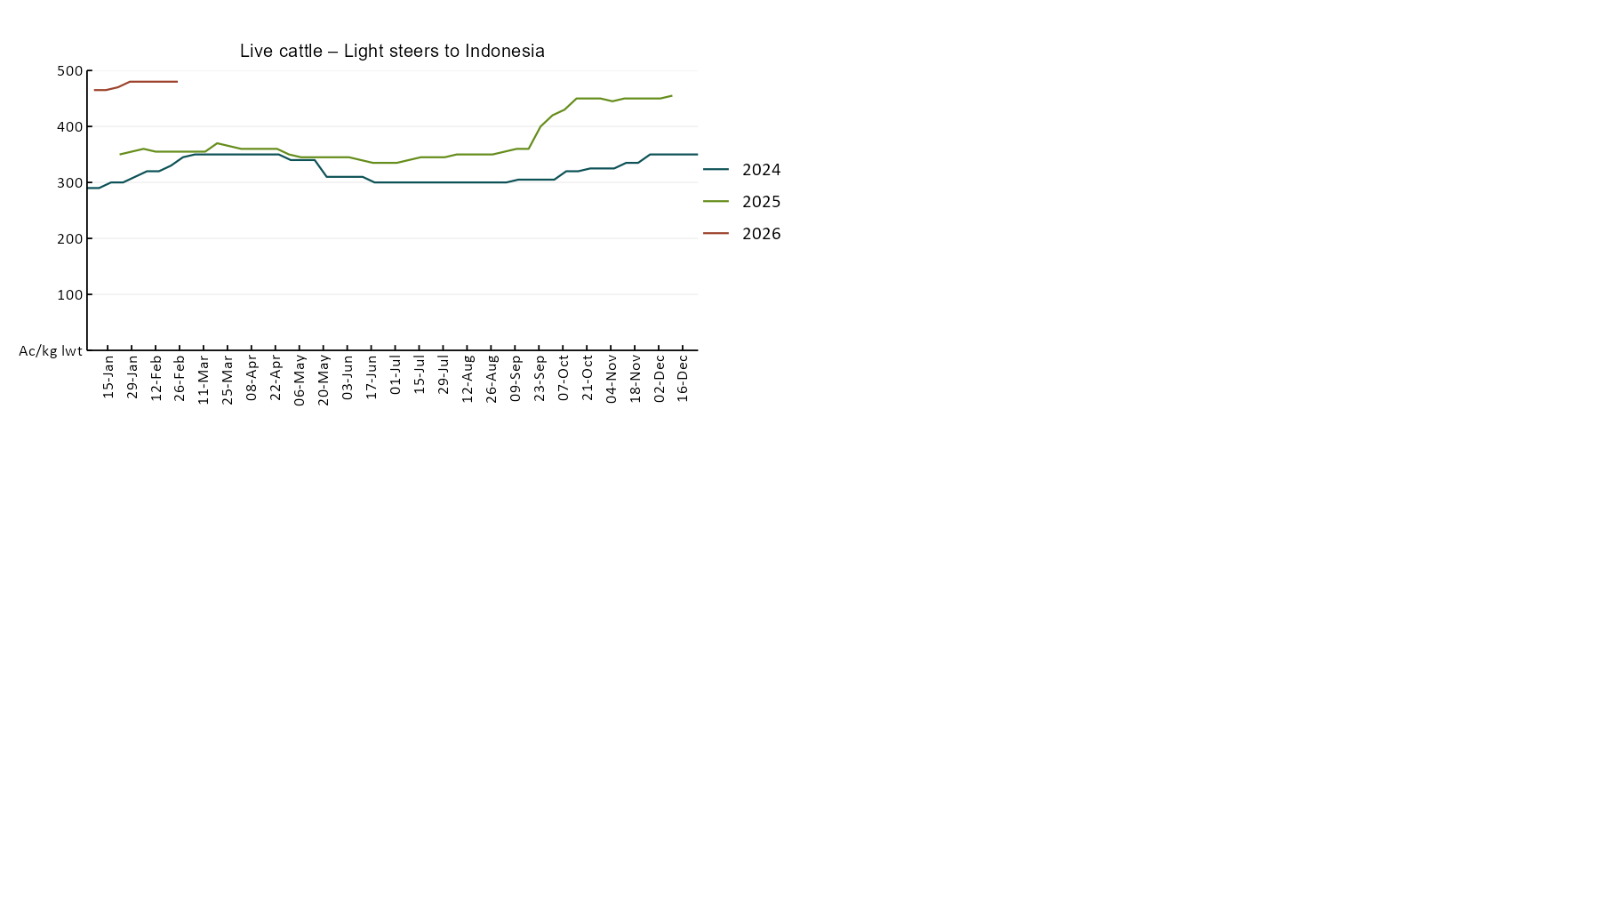 Live cattle – Light steers to Indonesia
500
400
300
200
100
Ac/kg lwt
15-Jan
29-Jan
12-Feb
26-Feb
11-Mar
25-Mar
08-Apr
22-Apr
06-May
20-May
03-Jun
17-Jun
01-Jul
15-Jul
29-Jul
12-Aug
26-Aug
09-Sep
23-Sep
07-Oct
21-Oct
04-Nov
18-Nov
02-Dec
16-Dec
2024
2025
2026